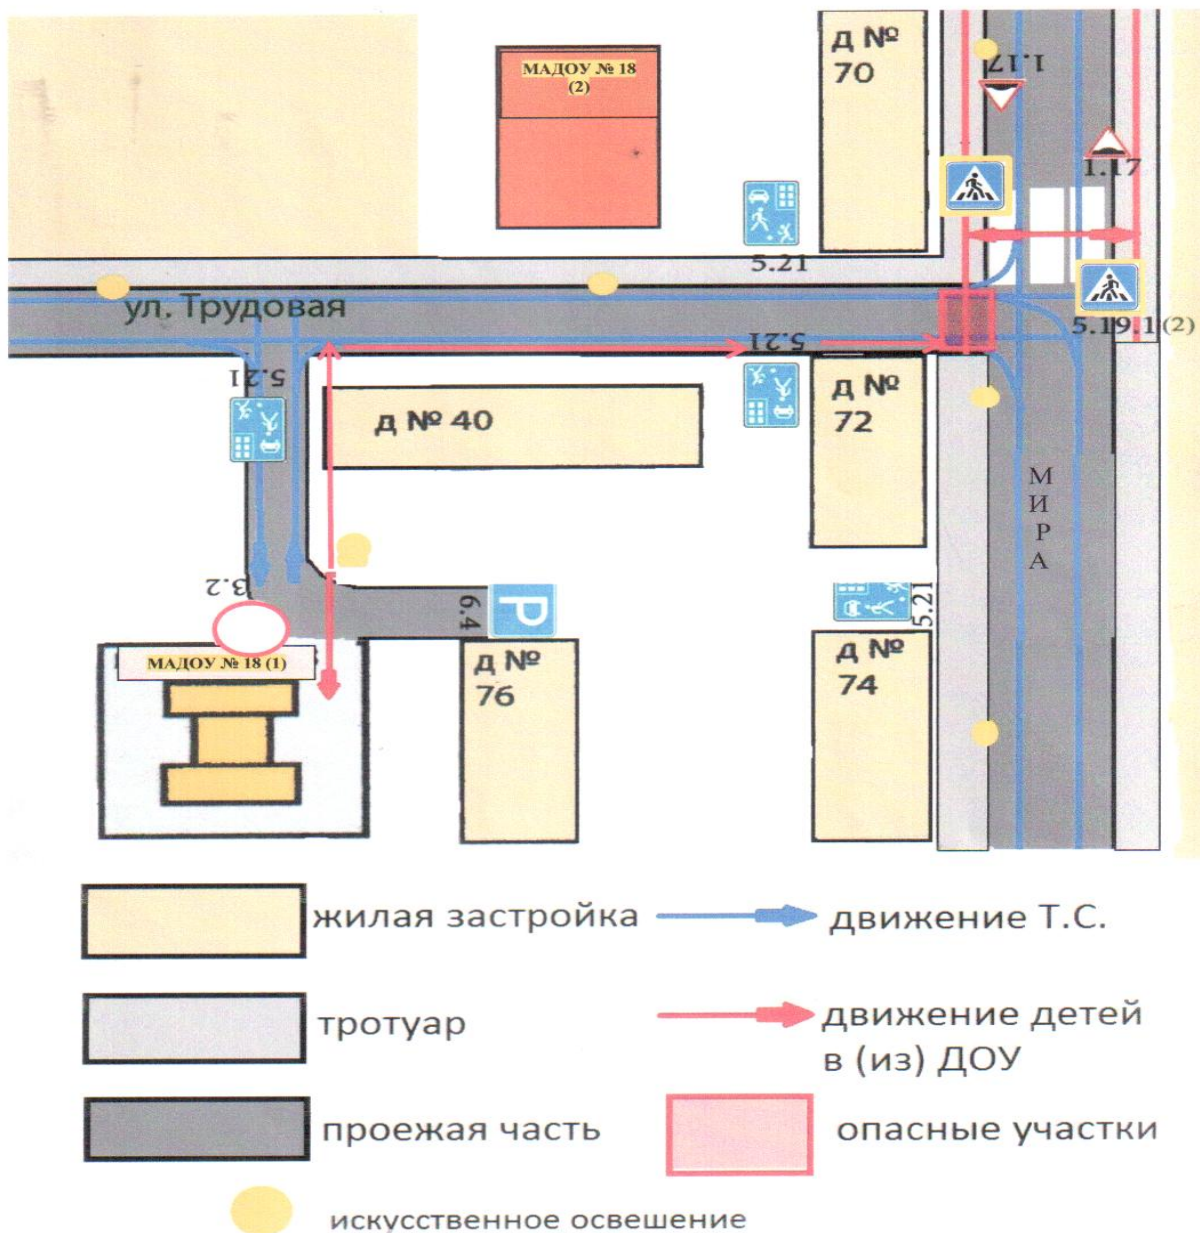 МАДОУ № 18
(2)
д №
70
1.17
1.17
5.21
ул. Трудовая
5.21
5.19.1 (2)
5.21
д № 40
д №
72
МИРА
3.2
6.4
P
5.21
МАДОУ № 18 (1)
д №
76
д №
74
жилая застройка
движение Т.С.
тротуар
движение детей
в (из) ДОУ
проежая часть
опасные участки
искусственное освешение